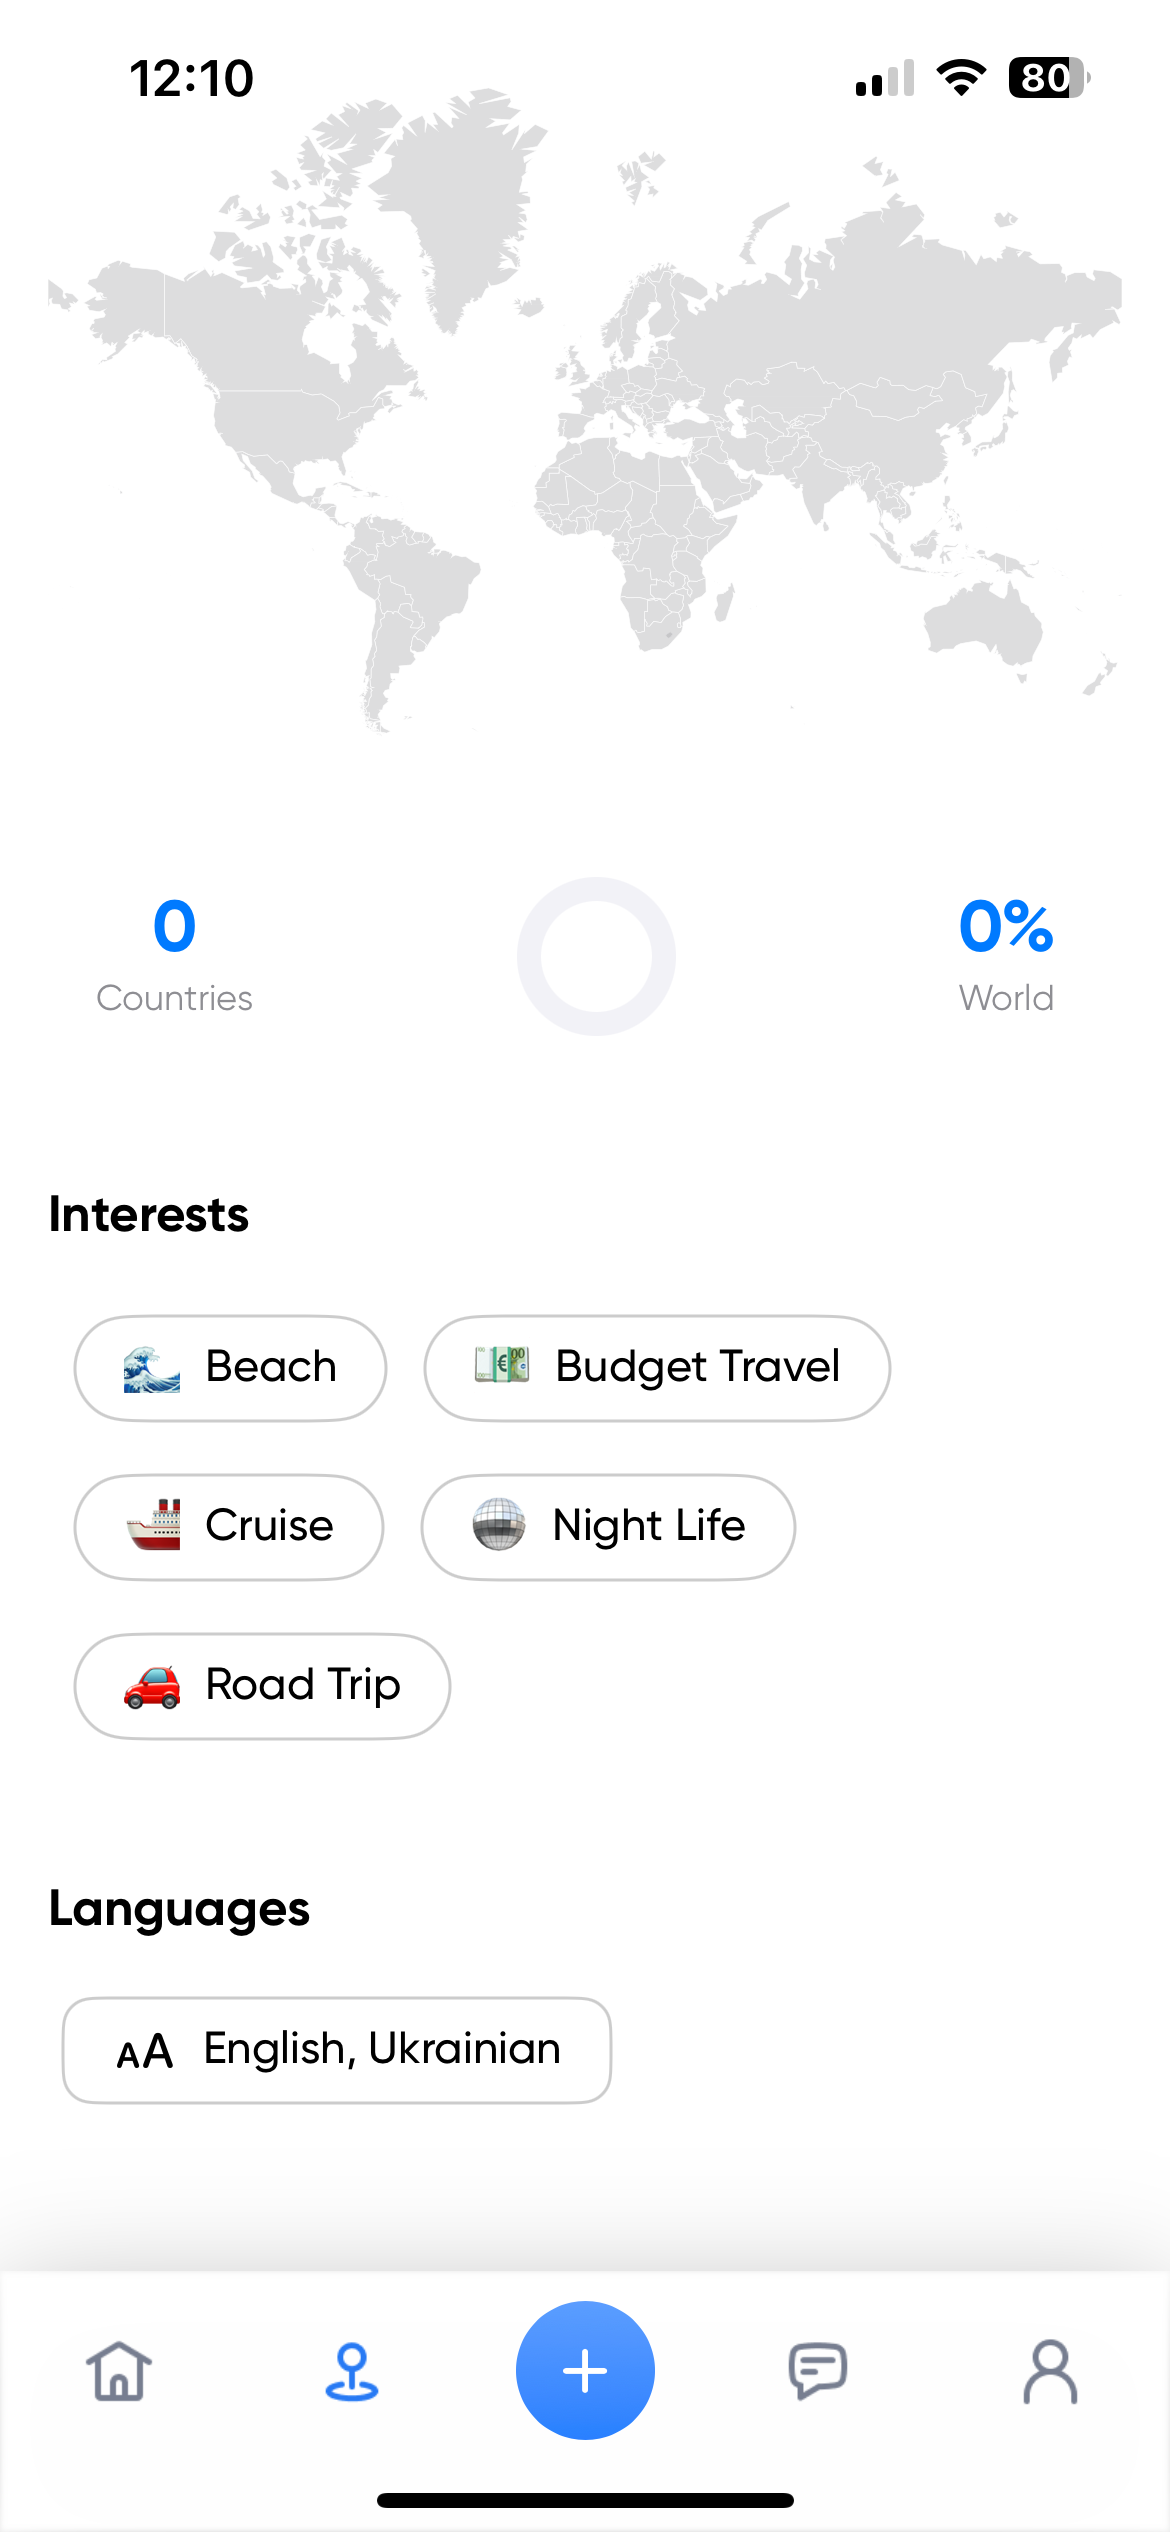 12:10
80
0
0%
Countries
World
Interests
Beach
Budget Travel
Cruise
Night Life
Road Trip
Languages
AA English, Ukrainian